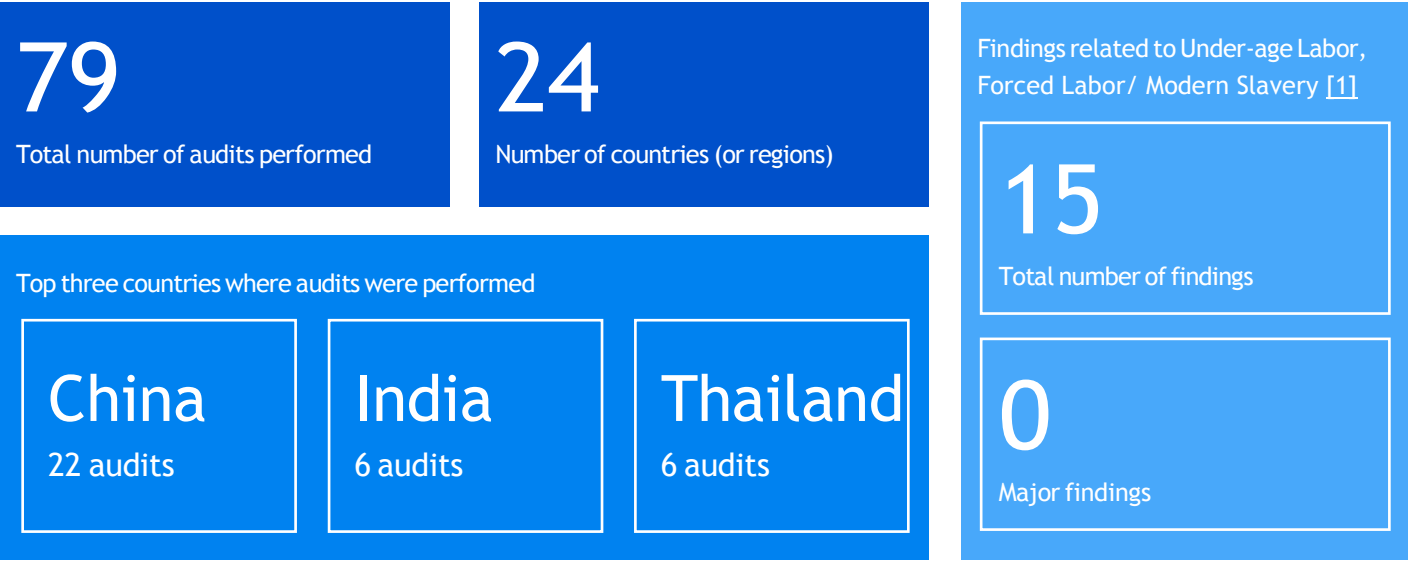 79
Total number of audits performed
24
Number of countries (or regions)
Top three countries where audits were performed
China
22 audits
India
6 audits
Thailand
6 audits
Findings related to Under-age Labor,
Forced Labor/ Modern Slavery [1]
15
Total number of findings
0
Major findings